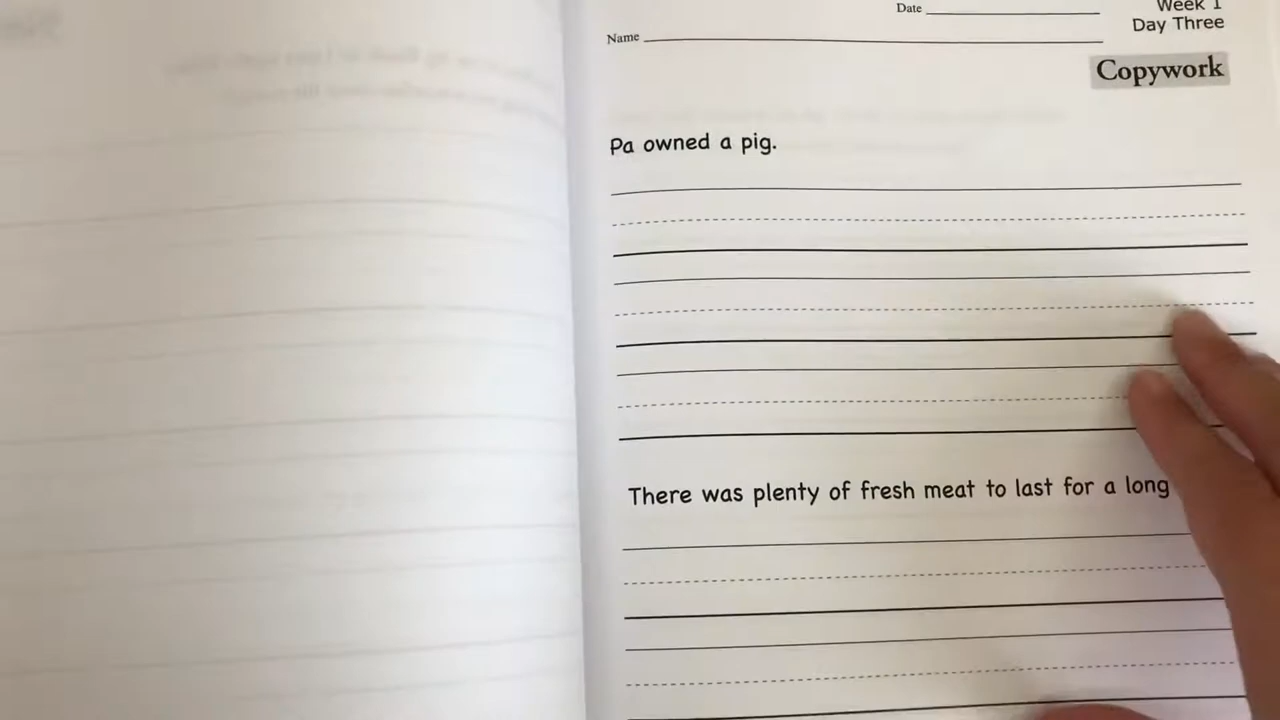 Date
Week 1
Day Three
Name
Copywork
Pa owned a pig.
There was plenty of fresh meat to last for a long